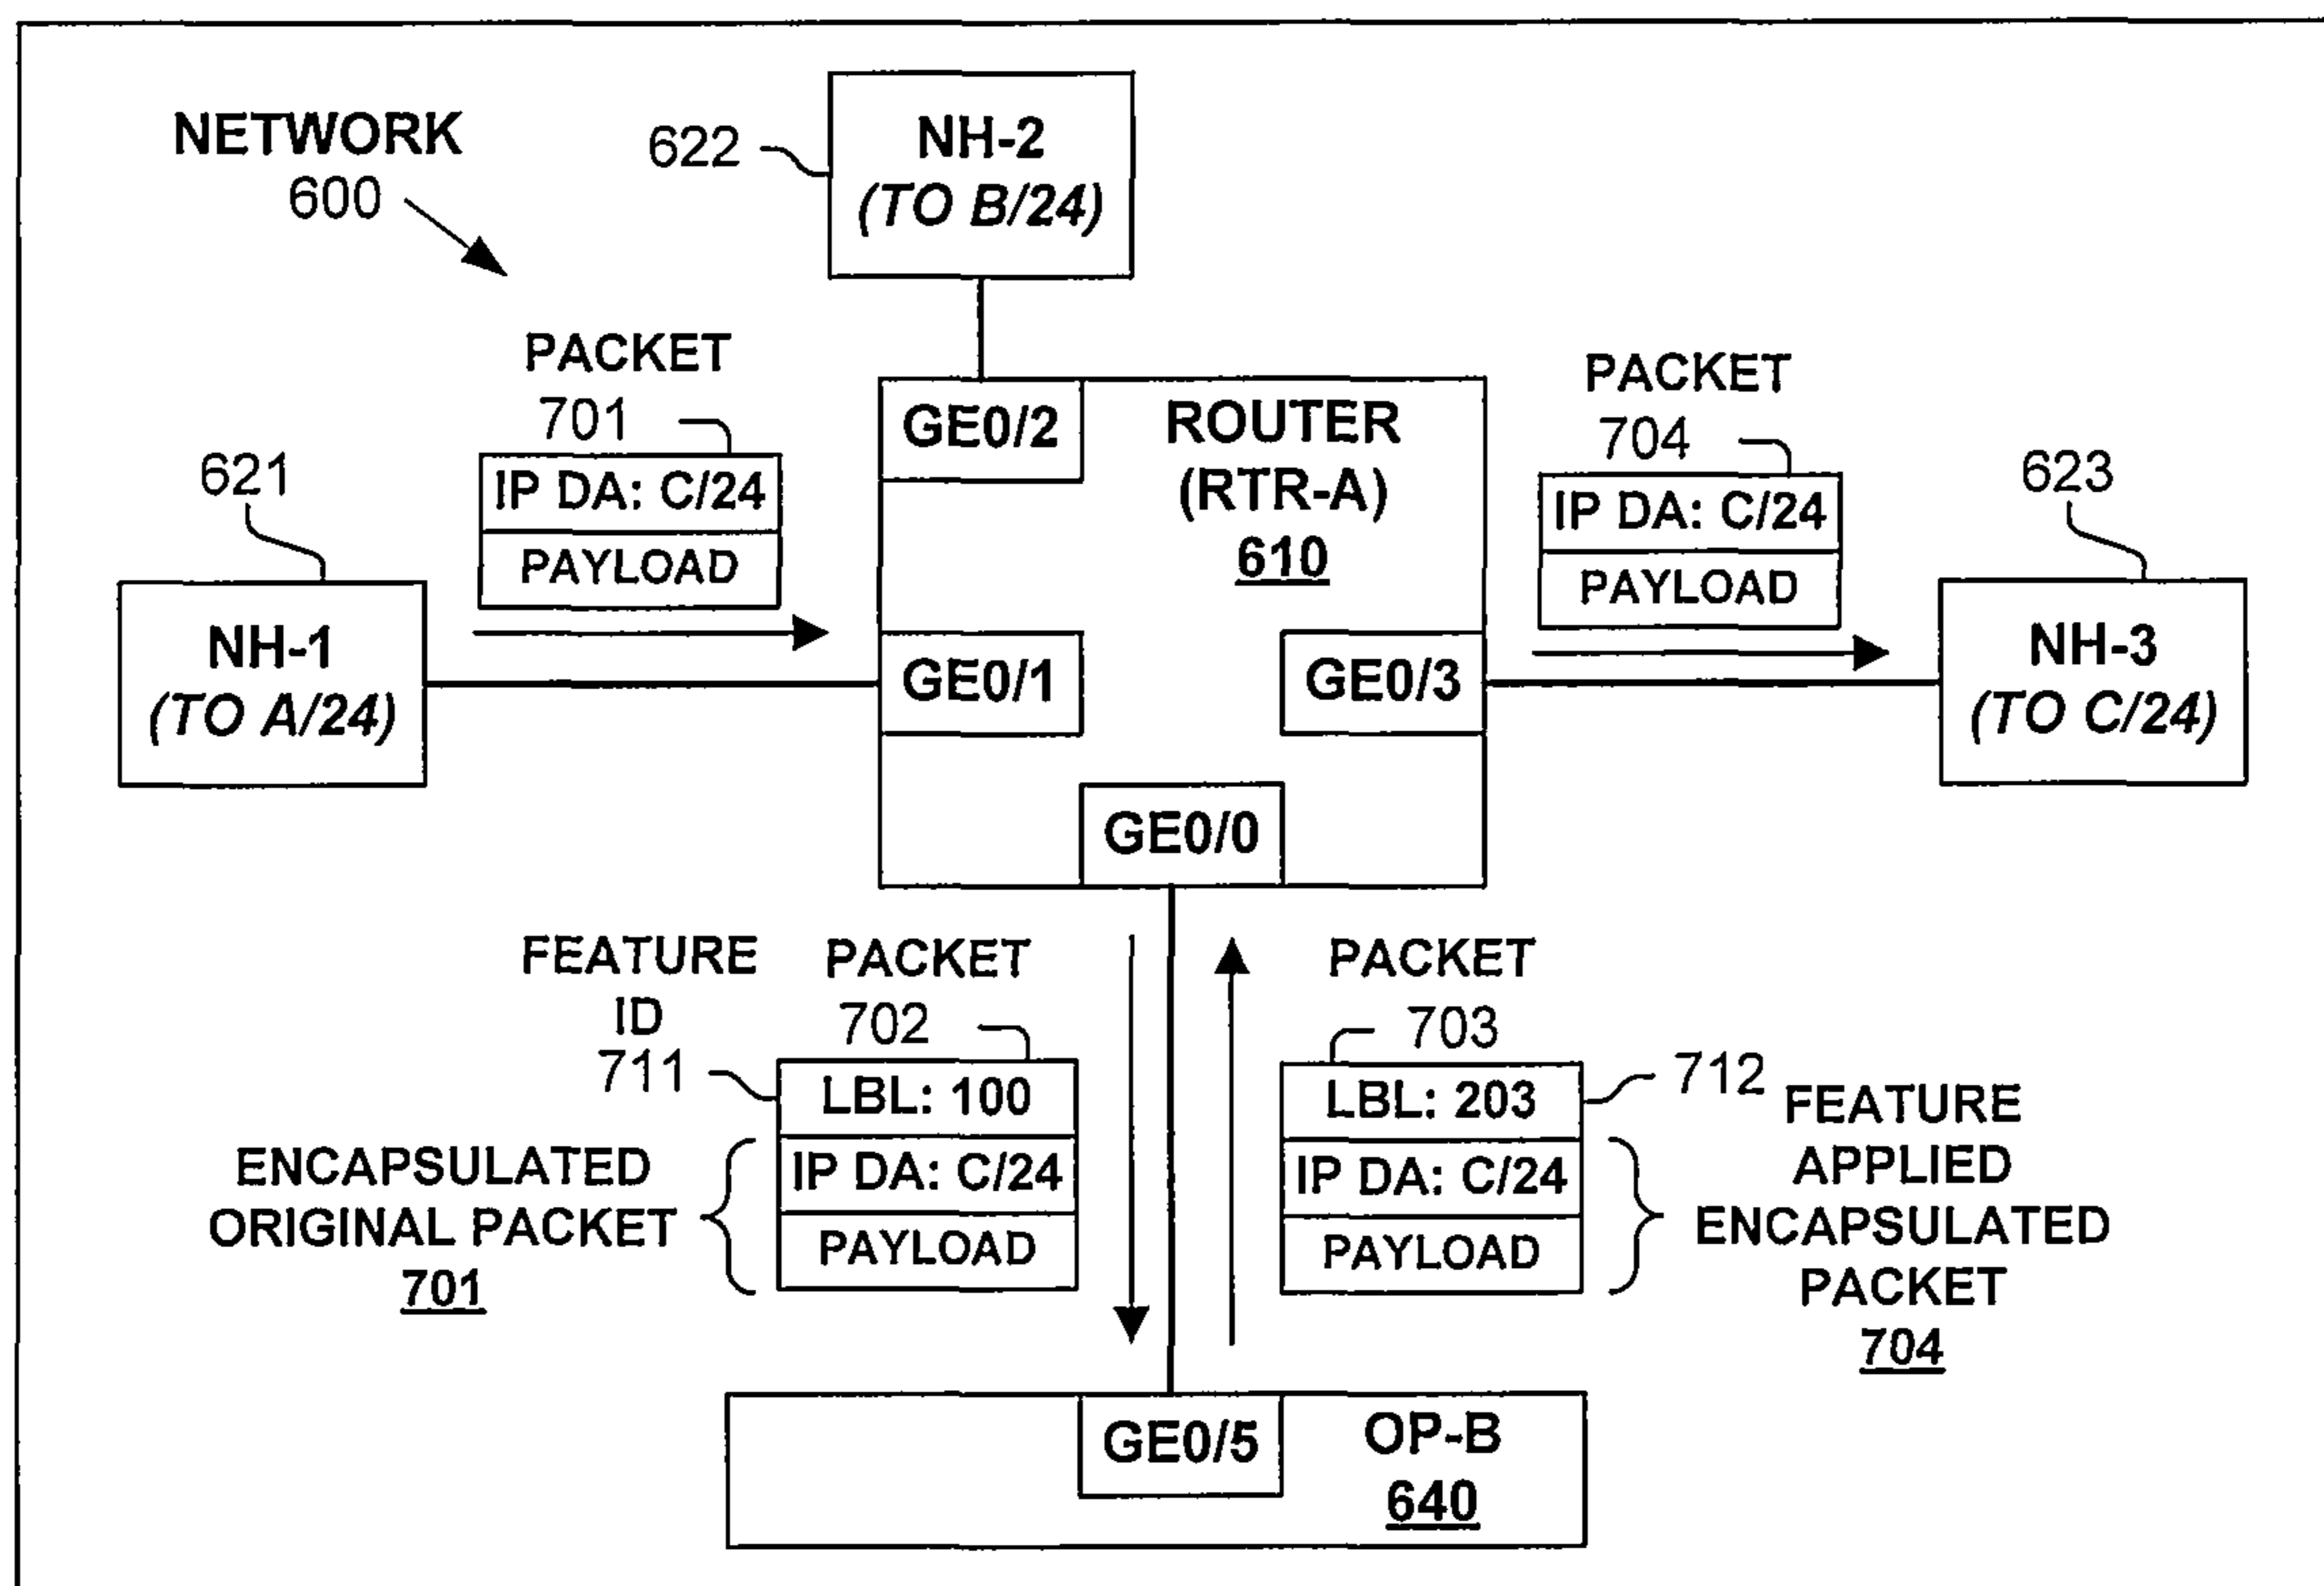 NETWORK
600
622
NH-2
(TO B/24)
PACKET
701
IP DA: C/24
PAYLOAD
621
NH-1
(TO A/24)
GE0/2
ROUTER
(RTR-A)
610
GE0/1
GE0/3
GE0/0
PACKET
704
IP DA: C/24
PAYLOAD
623
NH-3
(TO C/24)
FEATURE
ID
711
PACKET
702
LBL: 100
IP DA: C/24
PAYLOAD
ENCAPSULATED
ORIGINAL PACKET
701
PACKET
703
LBL: 203
IP DA: C/24
PAYLOAD
712
FEATURE
APPLIED
ENCAPSULATED
PACKET
704
GE0/5
OP-B
640